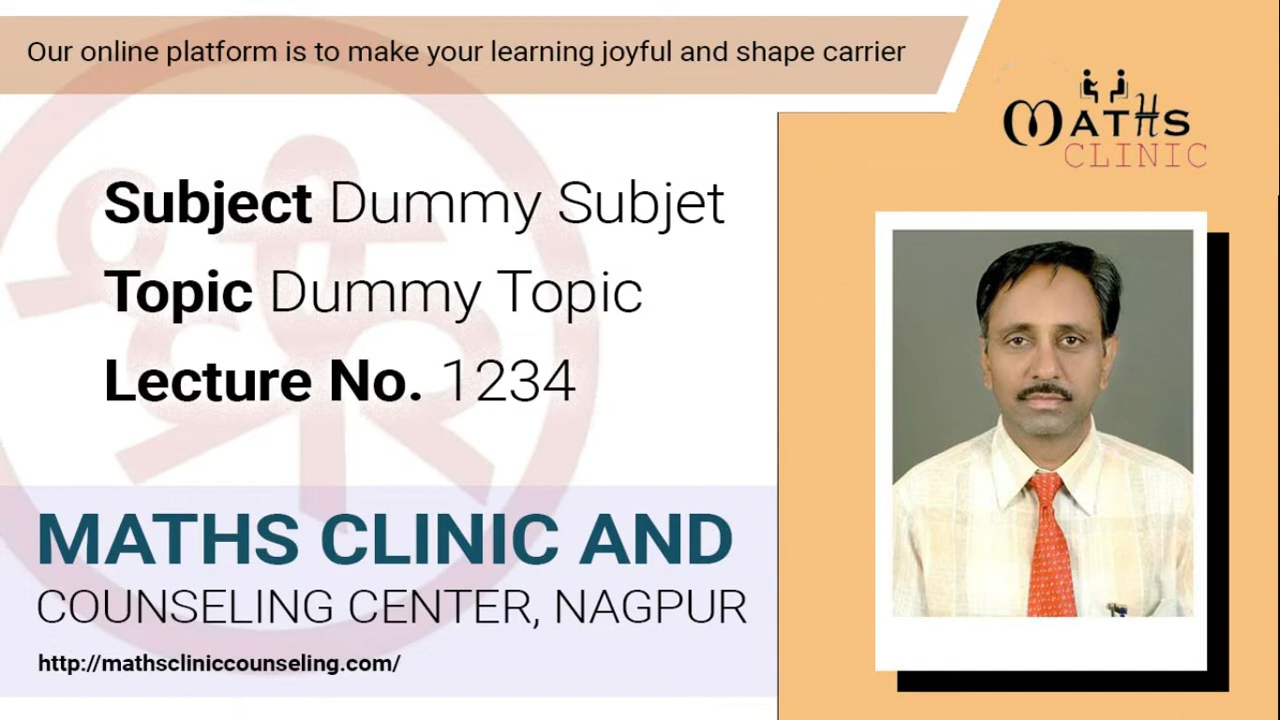 Our online platform is to make your learning joyful and shape carrier
MATHS
CLINIC
Subject Dummy Subjet
Topic Dummy Topic
Lecture No. 1234
MATHS CLINIC AND
COUNSELING CENTER, NAGPUR
http://mathscliniccounseling.com/